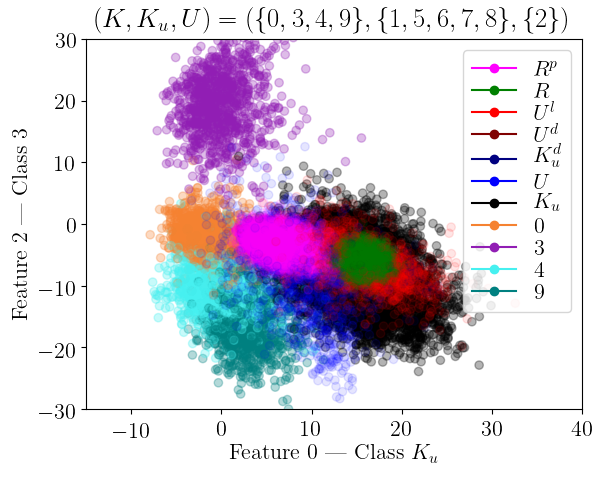 (K, K_u, U) = ({0, 3, 4, 9}, {1, 5, 6, 7, 8}, {2})
30
20
10
0
−10
−20
−30
Feature 2 — Class 3
R^p
R
U^l
U^d
K_u^d
U
K_u
0
3
4
9
−10
0
10
20
30
40
Feature 0 — Class K_u